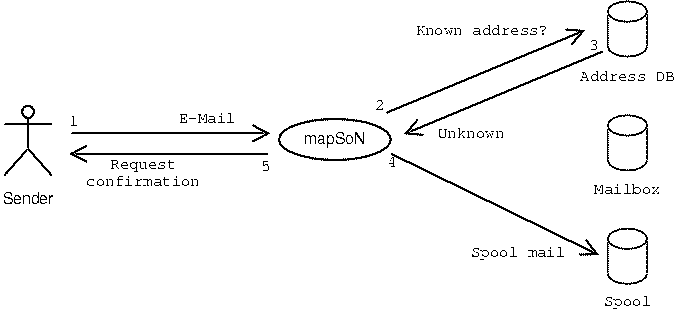 Known address?
3
Address DB
2
1
E-Mail
mapSoN
Unknown
Request
confirmation
5
4
Mailbox
Sender
Spool mail
Spool